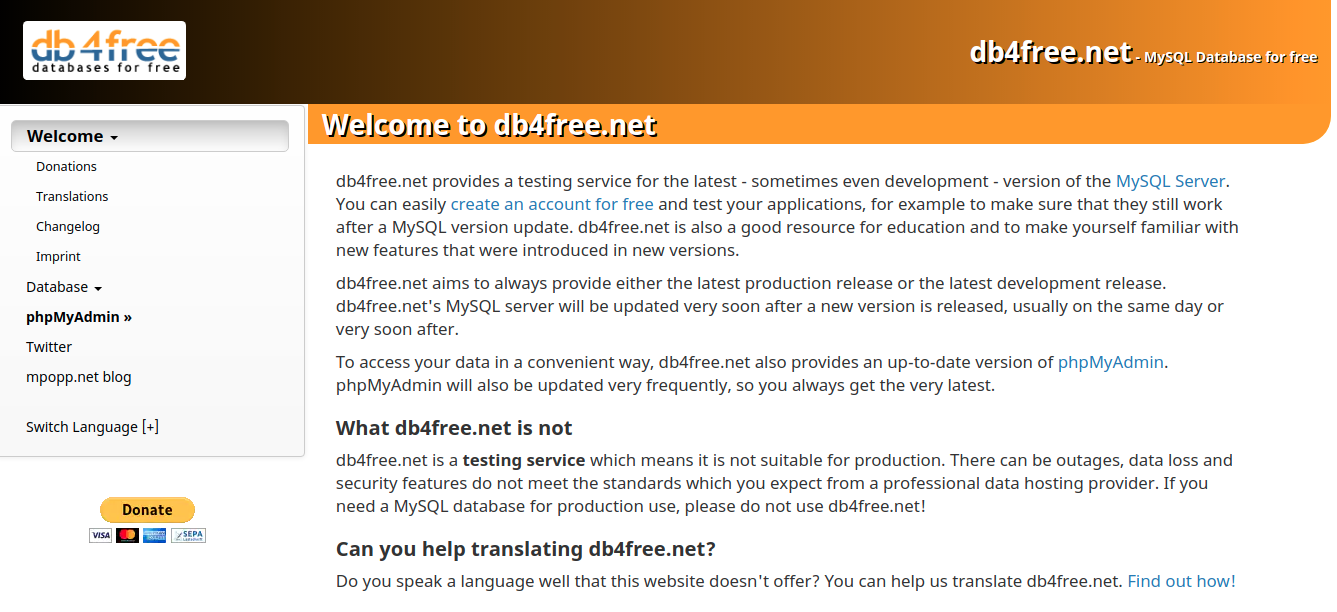 db4free
databases for free
db4free.net - MySQL Database for free
Welcome
Donations
Translations
Changelog
Imprint
Database
phpMyAdmin »
Twitter
mpopp.net blog
Switch Language [+]
Donate
VISA
SEPA
Welcome to db4free.net
db4free.net provides a testing service for the latest - sometimes even development - version of the MySQL Server.
You can easily create an account for free and test your applications, for example to make sure that they still work
after a MySQL version update. db4free.net is also a good resource for education and to make yourself familiar with
new features that were introduced in new versions.
db4free.net aims to always provide either the latest production release or the latest development release.
db4free.net's MySQL server will be updated very soon after a new version is released, usually on the same day or
very soon after.
To access your data in a convenient way, db4free.net also provides an up-to-date version of phpMyAdmin.
phpMyAdmin will also be updated very frequently, so you always get the very latest.
What db4free.net is not
db4free.net is a testing service which means it is not suitable for production. There can be outages, data loss and
security features do not meet the standards which you expect from a professional data hosting provider. If you
need a MySQL database for production use, please do not use db4free.net!
Can you help translating db4free.net?
Do you speak a language well that this website doesn't offer? You can help us translate db4free.net. Find out how!